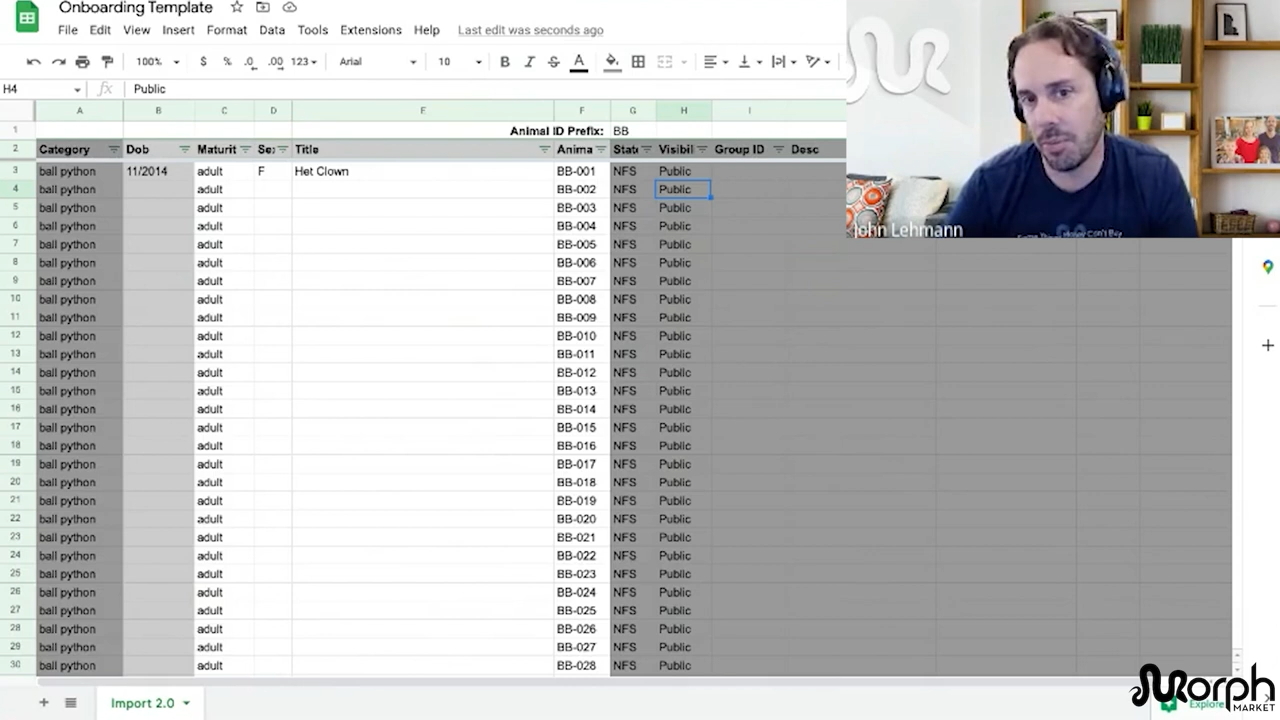 Onboarding Template
File Edit View Insert Format Data Tools Extensions Help Last edit was seconds ago
100% $ % .0 .00 123 Arial 10 B I S A
H4 fx Public
A B C D E F G H I
1 Animal ID Prefix: BB
2 Category Dob Maturit Se: Title Anima State Visibil Group ID Desc
3 ball python 11/2014 adult F Het Clown BB-001 NFS Public
4 ball python adult BB-002 NFS Public
5 ball python adult BB-003 NFS Public
6 ball python adult BB-004 NFS Public
7 ball python adult BB-005 NFS Public
8 ball python adult BB-006 NFS Public
9 ball python adult BB-007 NFS Public
10 ball python adult BB-008 NFS Public
11 ball python adult BB-009 NFS Public
12 ball python adult BB-010 NFS Public
13 ball python adult BB-011 NFS Public
14 ball python adult BB-012 NFS Public
15 ball python adult BB-013 NFS Public
16 ball python adult BB-014 NFS Public
17 ball python adult BB-015 NFS Public
18 ball python adult BB-016 NFS Public
19 ball python adult BB-017 NFS Public
20 ball python adult BB-018 NFS Public
21 ball python adult BB-019 NFS Public
22 ball python adult BB-020 NFS Public
23 ball python adult BB-021 NFS Public
24 ball python adult BB-022 NFS Public
25 ball python adult BB-023 NFS Public
26 ball python adult BB-024 NFS Public
27 ball python adult BB-025 NFS Public
28 ball python adult BB-026 NFS Public
29 ball python adult BB-027 NFS Public
30 ball python adult BB-028 NFS Public
Import 2.0
Explore
John Lehmann
Morph
MARKET